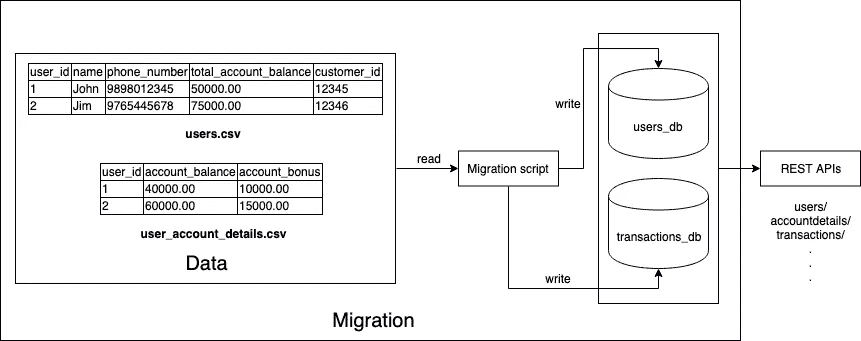 user_id name phone_number total_account_balance customer_id
1 John 9898012345 50000.00 12345
2 Jim 9765445678 75000.00 12346
users.csv
user_id account_balance account_bonus
1 40000.00 10000.00
2 60000.00 15000.00
user_account_details.csv
Data
read
Migration script
write
write
users_db
transactions_db
REST APIs
users/
accountdetails/
transactions/
.
.
.
Migration